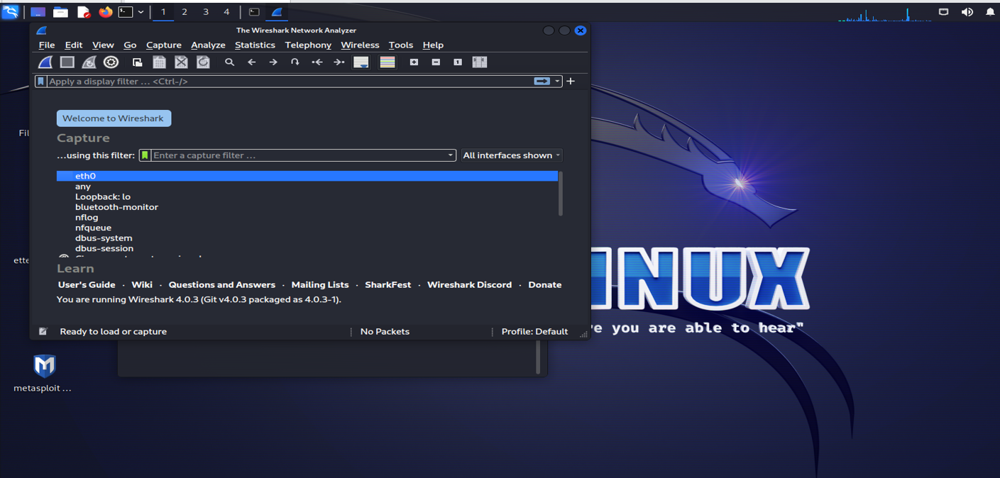 1 2 3 4
The Wireshark Network Analyzer
File Edit View Go Capture Analyze Statistics Telephony Wireless Tools Help
Apply a display filter … <Ctrl-/>
Welcome to Wireshark
Capture
…using this filter: Enter a capture filter … All interfaces shown
eth0
any
Loopback: lo
bluetooth-monitor
nflog
nfqueue
dbus-system
dbus-session
Learn
User's Guide · Wiki · Questions and Answers · Mailing Lists · SharkFest · Wireshark Discord · Donate
You are running Wireshark 4.0.3 (Git v4.0.3 packaged as 4.0.3-1).
Ready to load or capture No Packets Profile: Default
Fil
ette
metasploit …
INUX
e you are able to hear"